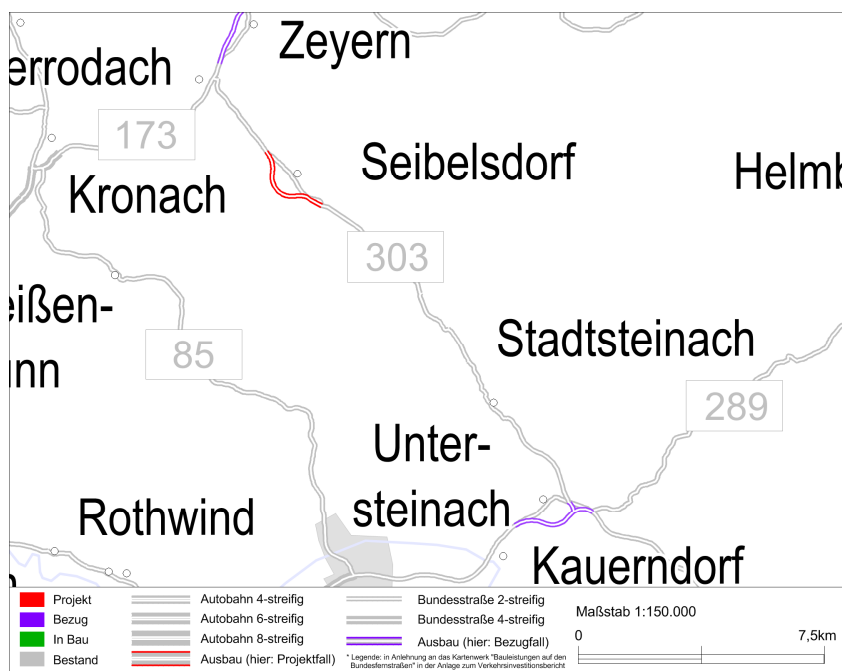 Zeyern
errodach
173
Seibelsdorf
Helmb
Kronach
303
eißen-
unn
85
Stadtsteinach
289
Unter-
steinach
Rothwind
Kauerndorf
Projekt
Bezug
In Bau
Bestand
Autobahn 4-streifig
Autobahn 6-streifig
Autobahn 8-streifig
Ausbau (hier: Projektfall)
Bundesstraße 2-streifig
Bundesstraße 4-streifig
Ausbau (hier: Bezugfall)
* Legende: in Anlehnung an das Kartenwerk "Bauleistungen auf den
Bundesfernstraßen" in der Anlage zum Verkehrsinvestitionsbericht
Maßstab 1:150.000
0 7,5km